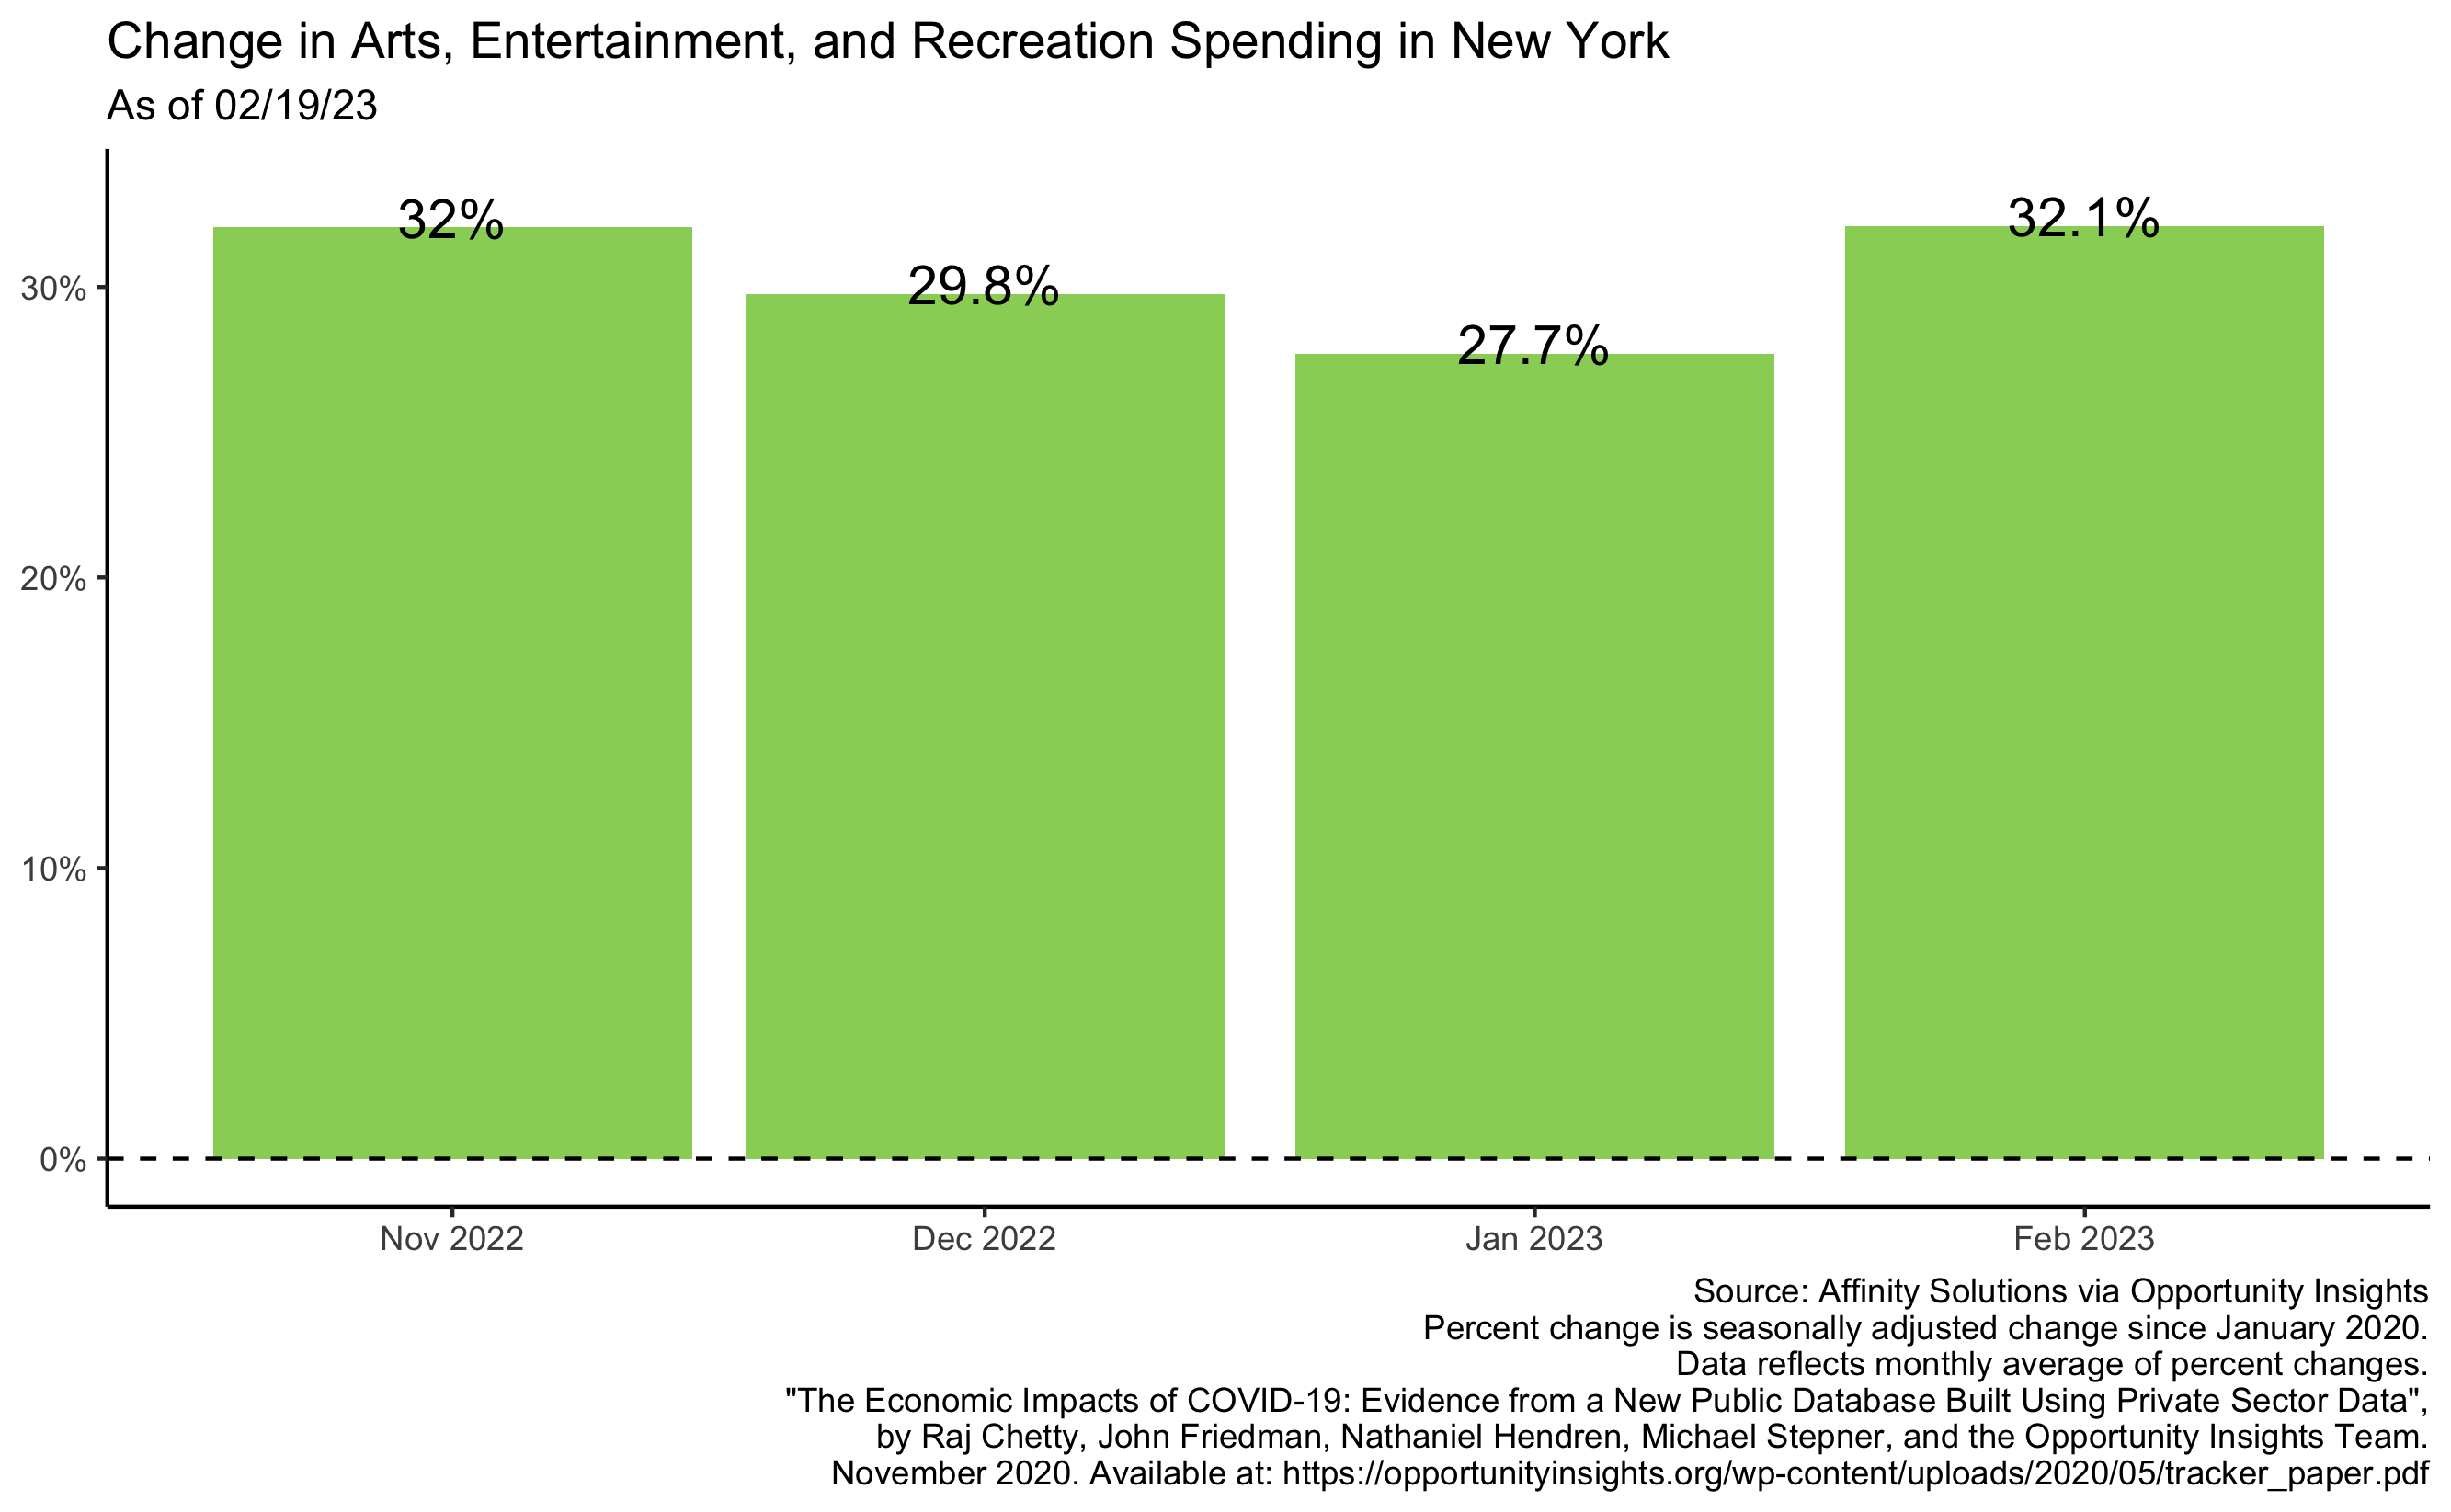 Change in Arts, Entertainment, and Recreation Spending in New York
As of 02/19/23
32%
29.8%
27.7%
32.1%
30%
20%
10%
0%
Nov 2022
Dec 2022
Jan 2023
Feb 2023
Source: Affinity Solutions via Opportunity Insights
Percent change is seasonally adjusted change since January 2020.
Data reflects monthly average of percent changes.
"The Economic Impacts of COVID-19: Evidence from a New Public Database Built Using Private Sector Data",
by Raj Chetty, John Friedman, Nathaniel Hendren, Michael Stepner, and the Opportunity Insights Team.
November 2020. Available at: https://opportunityinsights.org/wp-content/uploads/2020/05/tracker_paper.pdf